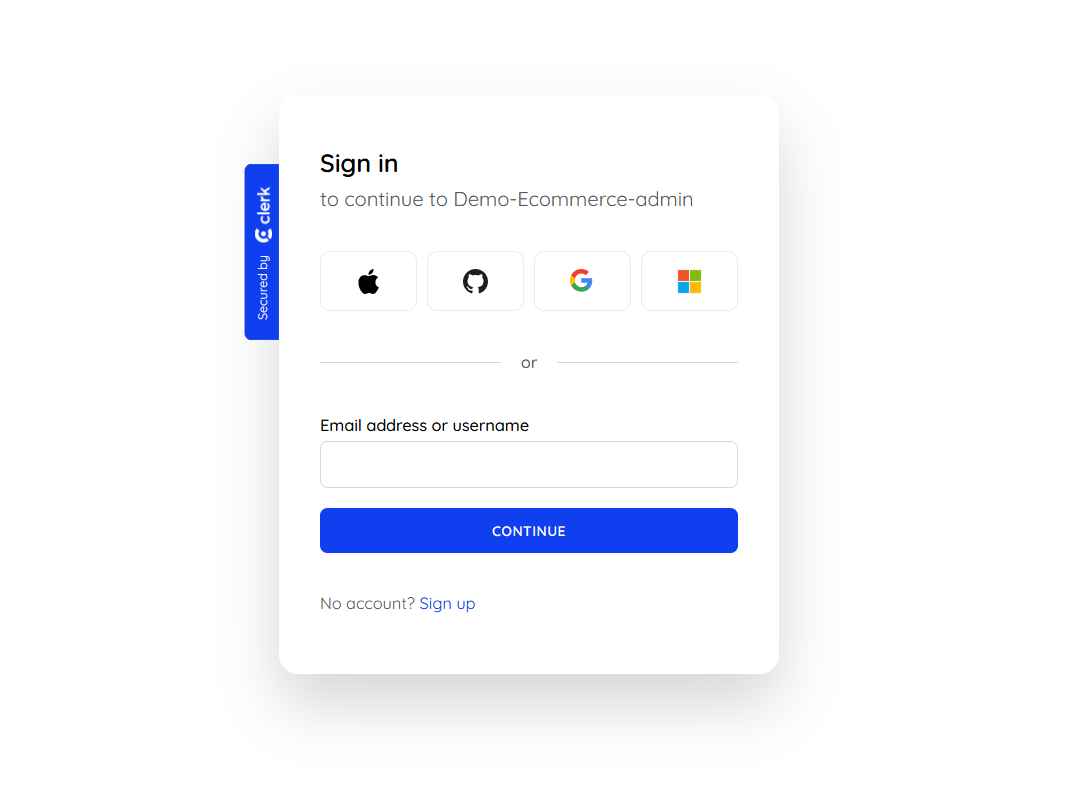 Sign in
to continue to Demo-Ecommerce-admin
Secured by clerk
or
Email address or username
CONTINUE
No account? Sign up